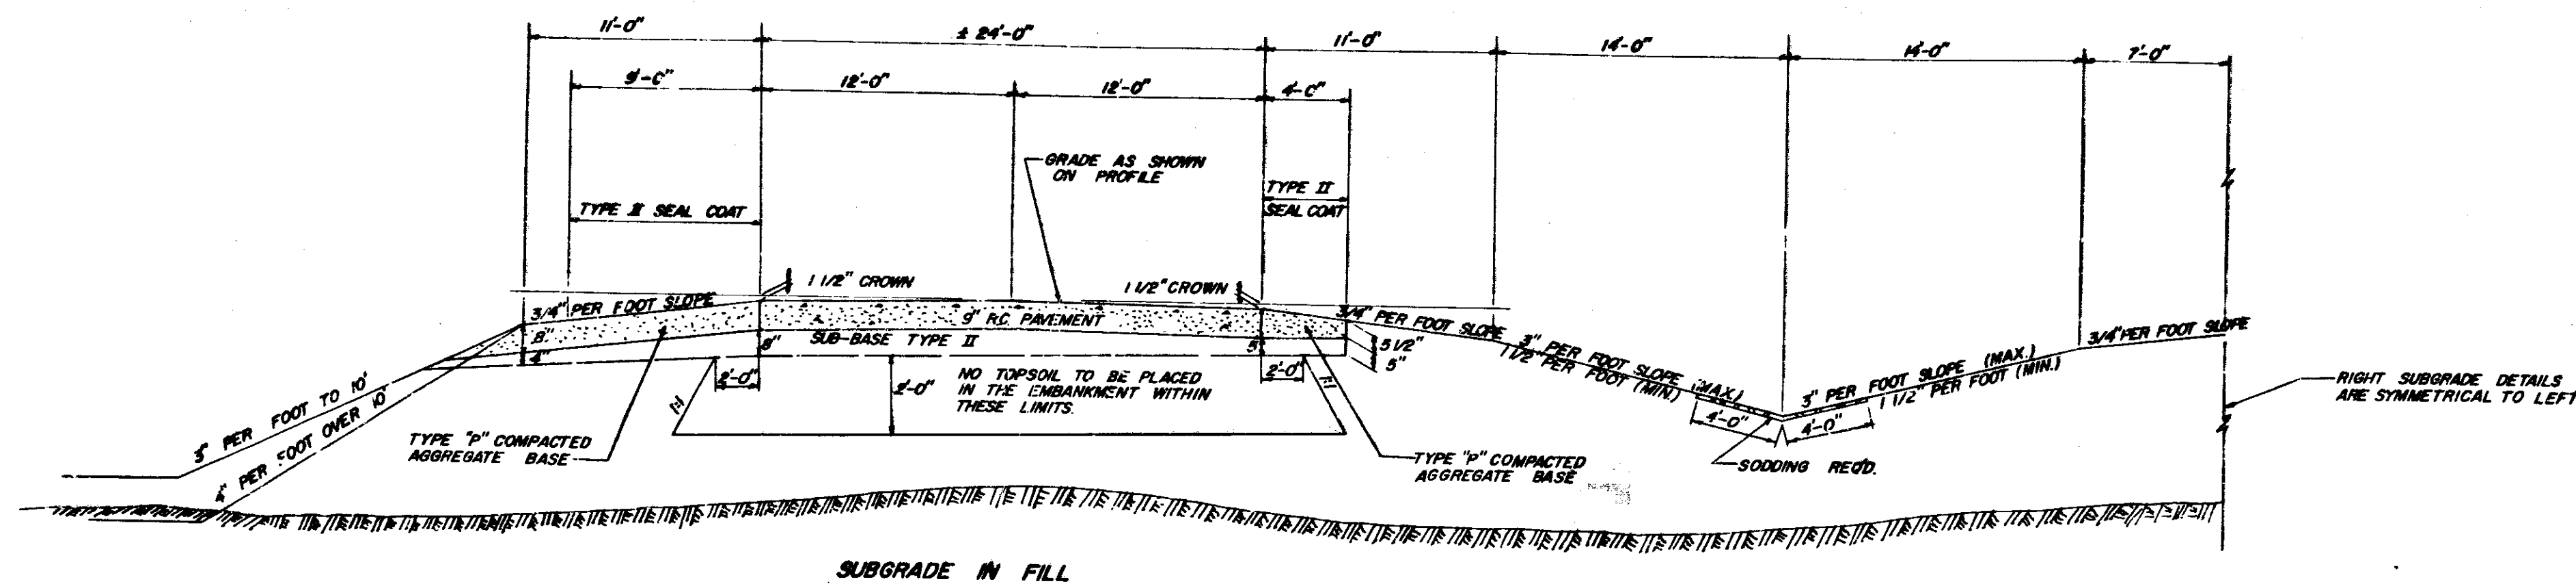 11'-0"
± 24'-0"
11'-0"
14'-0"
14'-0"
7'-0"
9'-0"
12'-0"
12'-0"
4'-0"
GRADE AS SHOWN
ON PROFILE
TYPE II SEAL COAT
TYPE II
SEAL COAT
1 1/2" CROWN
1 1/2" CROWN
3/4" PER FOOT SLOPE
9" R.C. PAVEMENT
3/4" PER FOOT SLOPE
3" PER FOOT SLOPE (MAX.)
1 1/2" PER FOOT (MIN.)
3" PER FOOT SLOPE (MAX.)
1 1/2" PER FOOT (MIN.)
3/4" PER FOOT SLOPE
8"
4"
SUB-BASE TYPE II
8"
5"
5 1/2"
5"
2'-0"
2'-0"
2'-0"
1:1
1:1
NO TOPSOIL TO BE PLACED
IN THE EMBANKMENT WITHIN
THESE LIMITS.
3" PER FOOT TO 10'
4" PER FOOT OVER 10'
TYPE "P" COMPACTED
AGGREGATE BASE
TYPE "P" COMPACTED
AGGREGATE BASE
4'-0"
4'-0"
SODDING REQ'D.
RIGHT SUBGRADE DETAILS
ARE SYMMETRICAL TO LEFT
SUBGRADE IN FILL